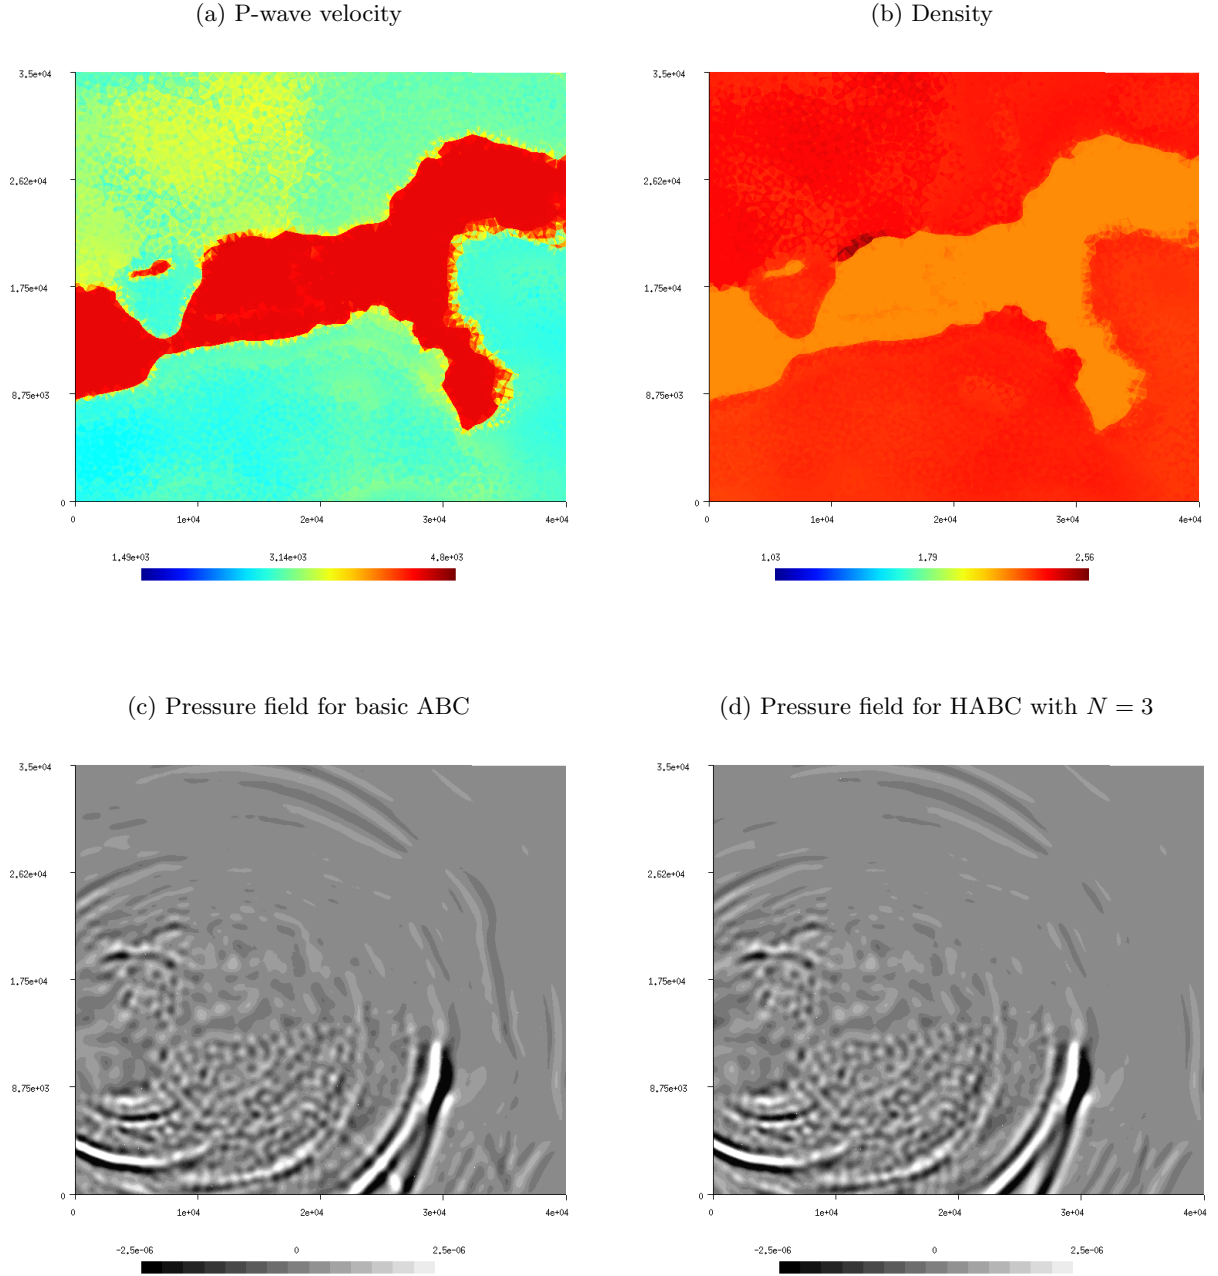 (a) P-wave velocity
(b) Density
3.5e+04
2.62e+04
1.75e+04
8.75e+03
0
0 1e+04 2e+04 3e+04 4e+04
1.49e+03 3.14e+03 4.8e+03
3.5e+04
2.62e+04
1.75e+04
8.75e+03
0
0 1e+04 2e+04 3e+04 4e+04
1.03 1.79 2.56
(c) Pressure field for basic ABC
(d) Pressure field for HABC with N = 3
3.5e+04
2.62e+04
1.75e+04
8.75e+03
0
0 1e+04 2e+04 3e+04 4e+04
-2.5e-06 0 2.5e-06
3.5e+04
2.62e+04
1.75e+04
8.75e+03
0
0 1e+04 2e+04 3e+04 4e+04
-2.5e-06 0 2.5e-06